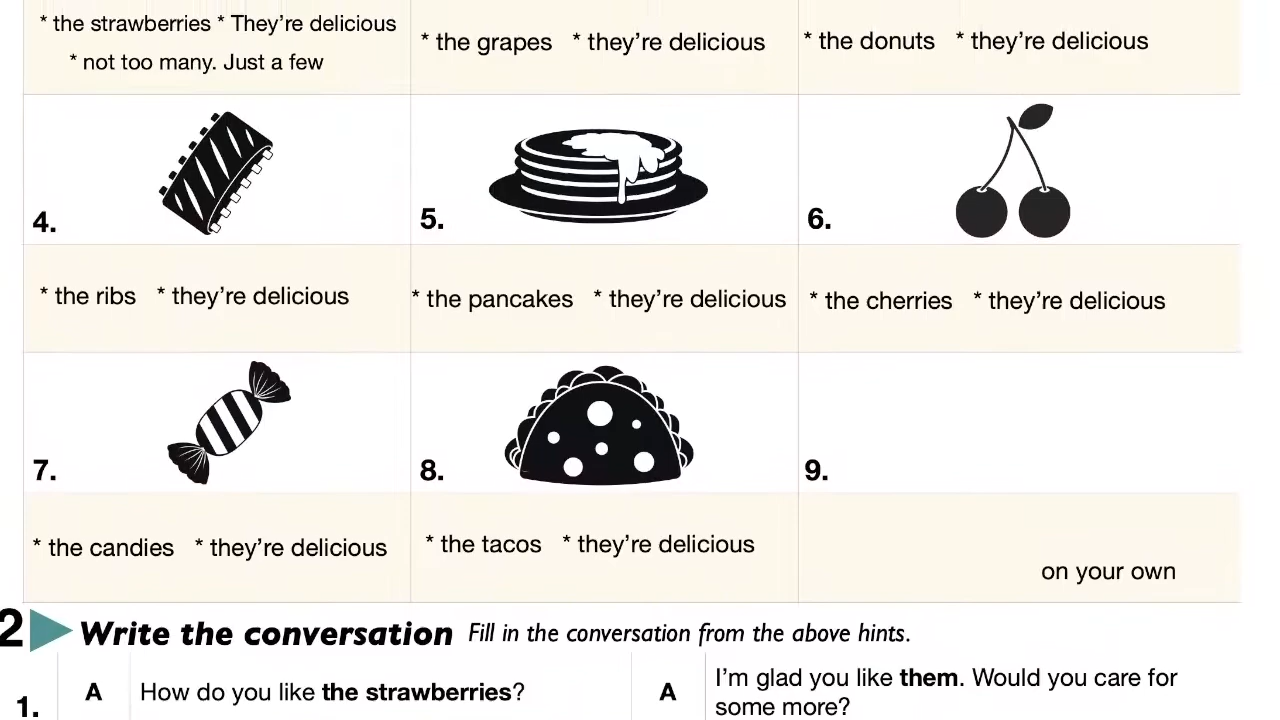 * the strawberries * They're delicious
* not too many. Just a few
* the grapes * they're delicious
* the donuts * they're delicious
4.
5.
6.
* the ribs * they're delicious
* the pancakes * they're delicious
* the cherries * they're delicious
7.
8.
9.
* the candies * they're delicious
* the tacos * they're delicious
on your own
2 Write the conversation Fill in the conversation from the above hints.
1.
A
How do you like the strawberries?
A
I'm glad you like them. Would you care for
some more?